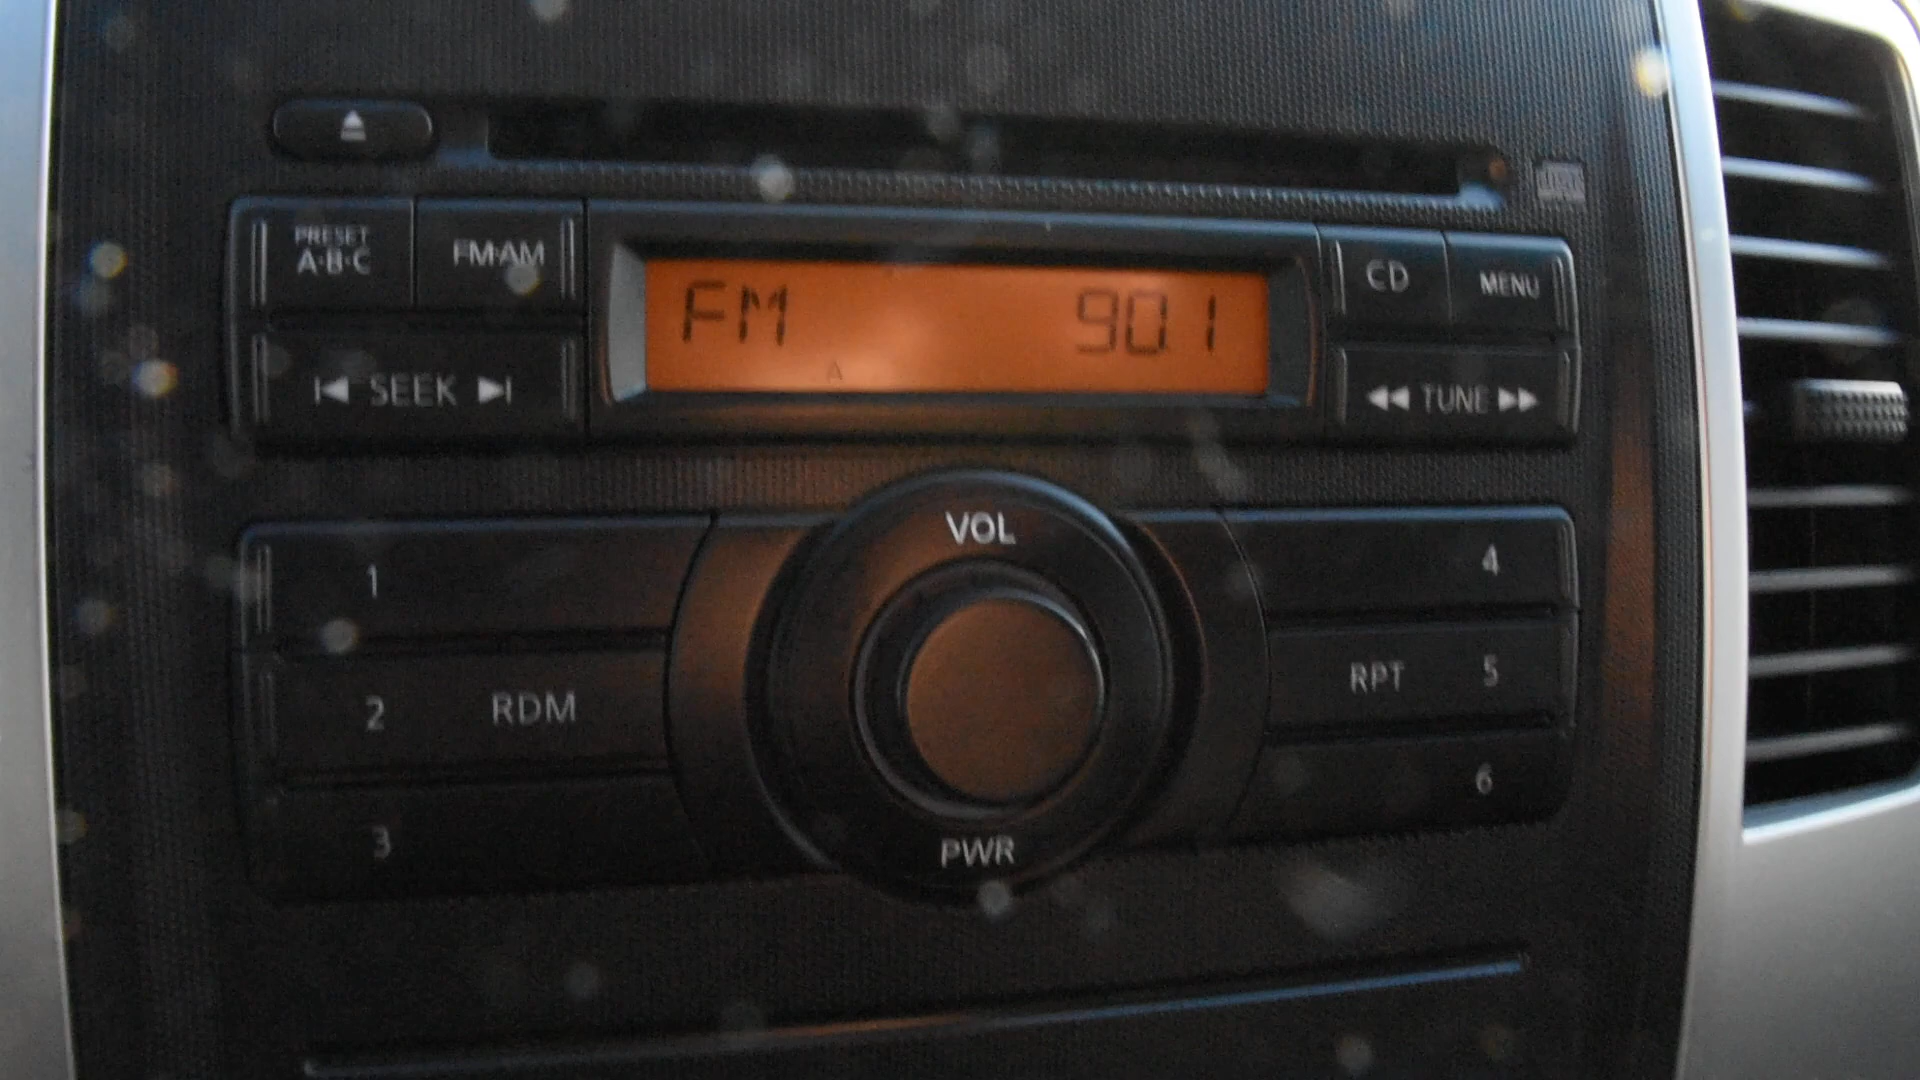 PRESET
A·B·C
FM·AM
FM 90.1
A
CD
MENU
SEEK
TUNE
VOL
1
4
2 RDM
RPT 5
3
6
PWR